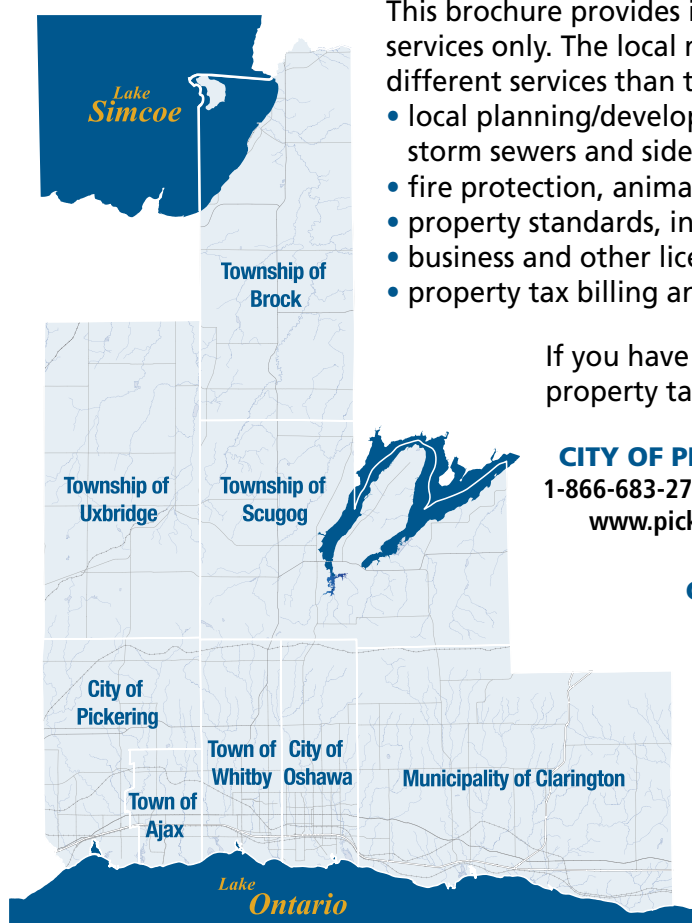 This brochure provides i
services only. The local
different services than
• local planning/develop
storm sewers and side
• fire protection, anima
• property standards, in
• business and other lice
• property tax billing
If you have
property ta
CITY OF
1-866-683-27
www.pick
Lake
Simcoe
Township of
Brock
Township of
Uxbridge
Township of
Scugog
City of
Pickering
Town of
Whitby
City of
Oshawa
Municipality of Clarington
Town of
Ajax
Lake
Ontario